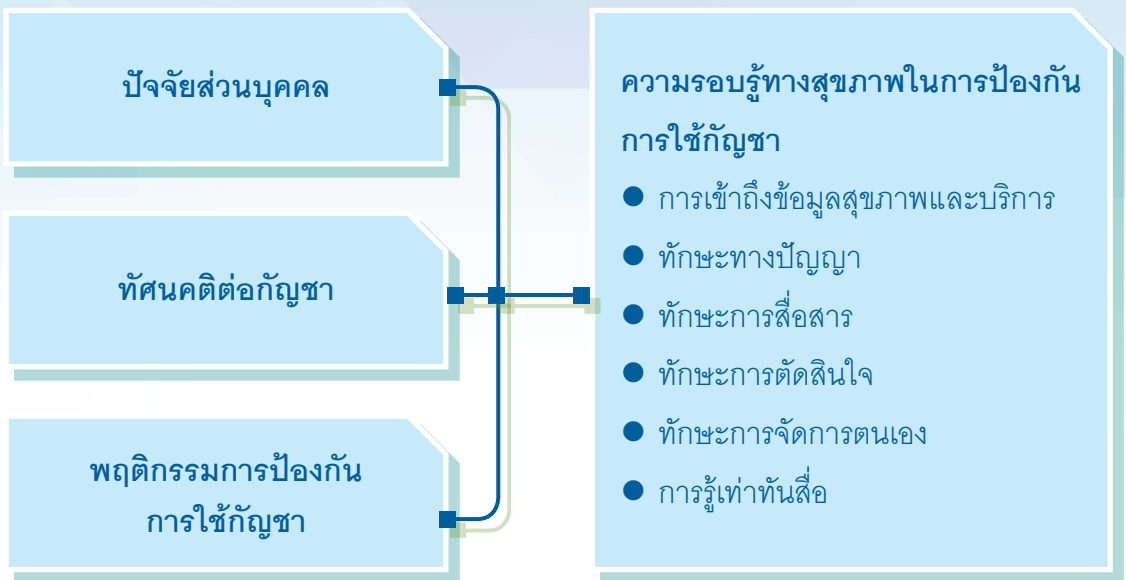 ปัจจัยส่วนบุคคล
ทัศนคติต่อกัญชา
พฤติกรรมการป้องกัน
การใช้กัญชา
ความรอบรู้ทางสุขภาพในการป้องกัน
การใช้กัญชา
● การเข้าถึงข้อมูลสุขภาพและบริการ
● ทักษะทางปัญญา
● ทักษะการสื่อสาร
● ทักษะการตัดสินใจ
● ทักษะการจัดการตนเอง
● การรู้เท่าทันสื่อ